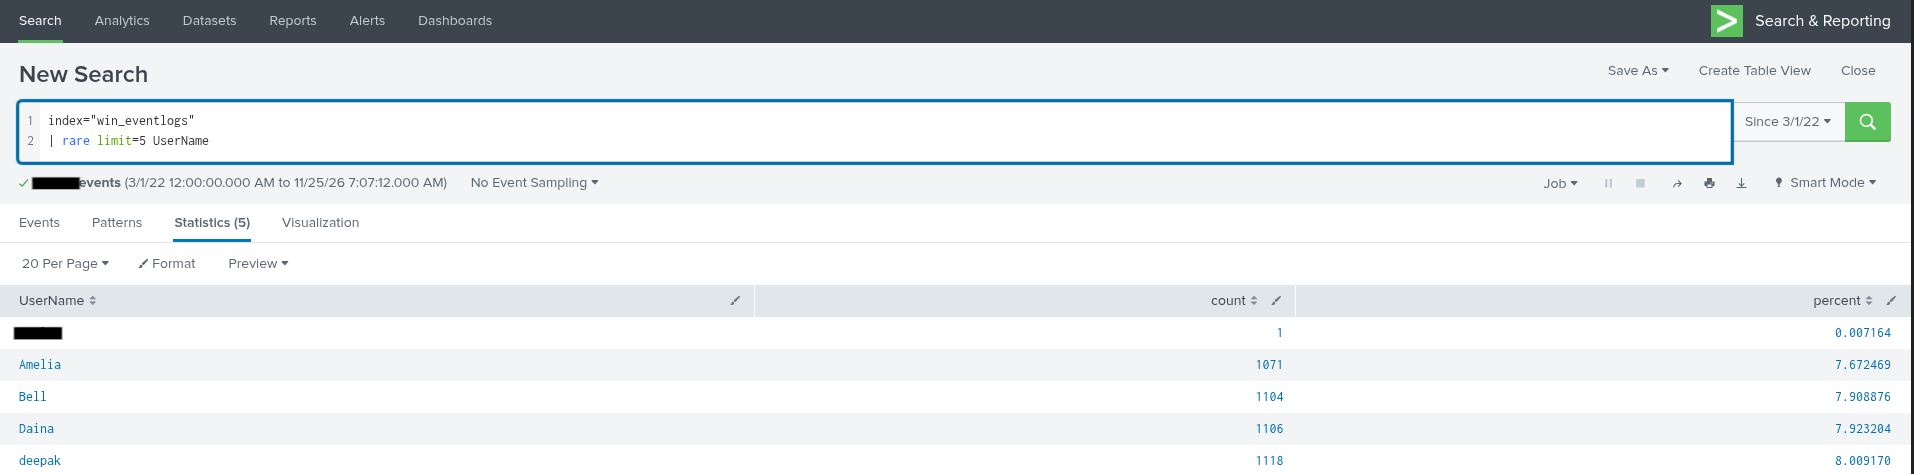 Search Analytics Datasets Reports Alerts Dashboards > Search & Reporting
New Search Save As Create Table View Close
1 index="win_eventlogs"
2 | rare limit=5 UserName
Since 3/1/22
events (3/1/22 12:00:00.000 AM to 11/25/26 7:07:12.000 AM) No Event Sampling Job Smart Mode
Events Patterns Statistics (5) Visualization
20 Per Page Format Preview
UserName count percent
1 0.007164
Amelia 1071 7.672469
Bell 1104 7.908876
Daina 1106 7.923204
deepak 1118 8.009170